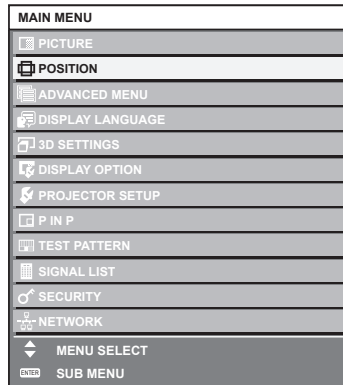 MAIN MENU
PICTURE
POSITION
ADVANCED MENU
DISPLAY LANGUAGE
3D SETTINGS
DISPLAY OPTION
PROJECTOR SETUP
P IN P
TEST PATTERN
SIGNAL LIST
SECURITY
NETWORK
MENU SELECT
ENTER SUB MENU